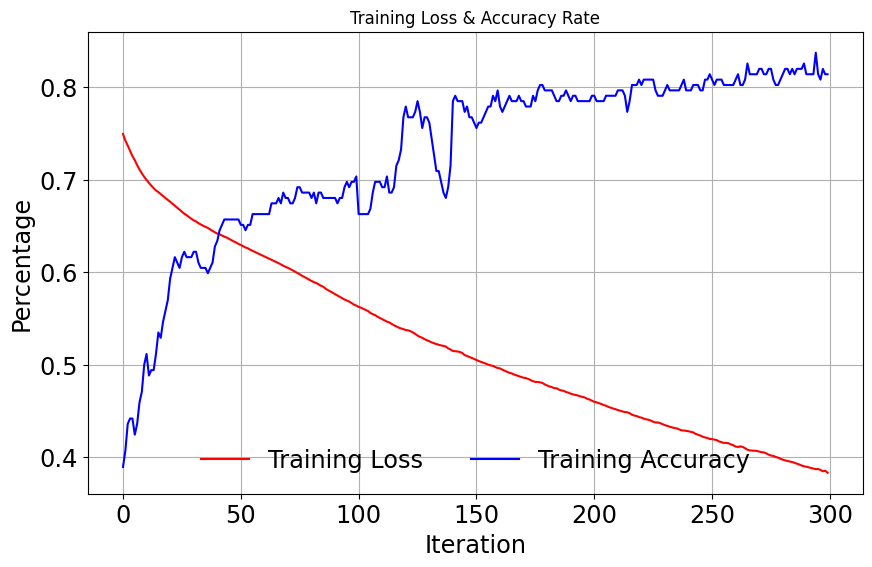 Training Loss & Accuracy Rate
Percentage
0.8
0.7
0.6
0.5
0.4
Training Loss
Training Accuracy
0 50 100 150 200 250 300
Iteration